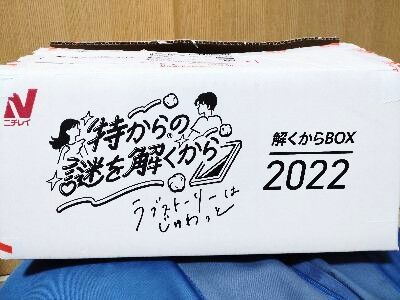 ニチレイ
特からの
謎を解くから
ラブストーリーは
じゅわっと
解くからBOX
2022